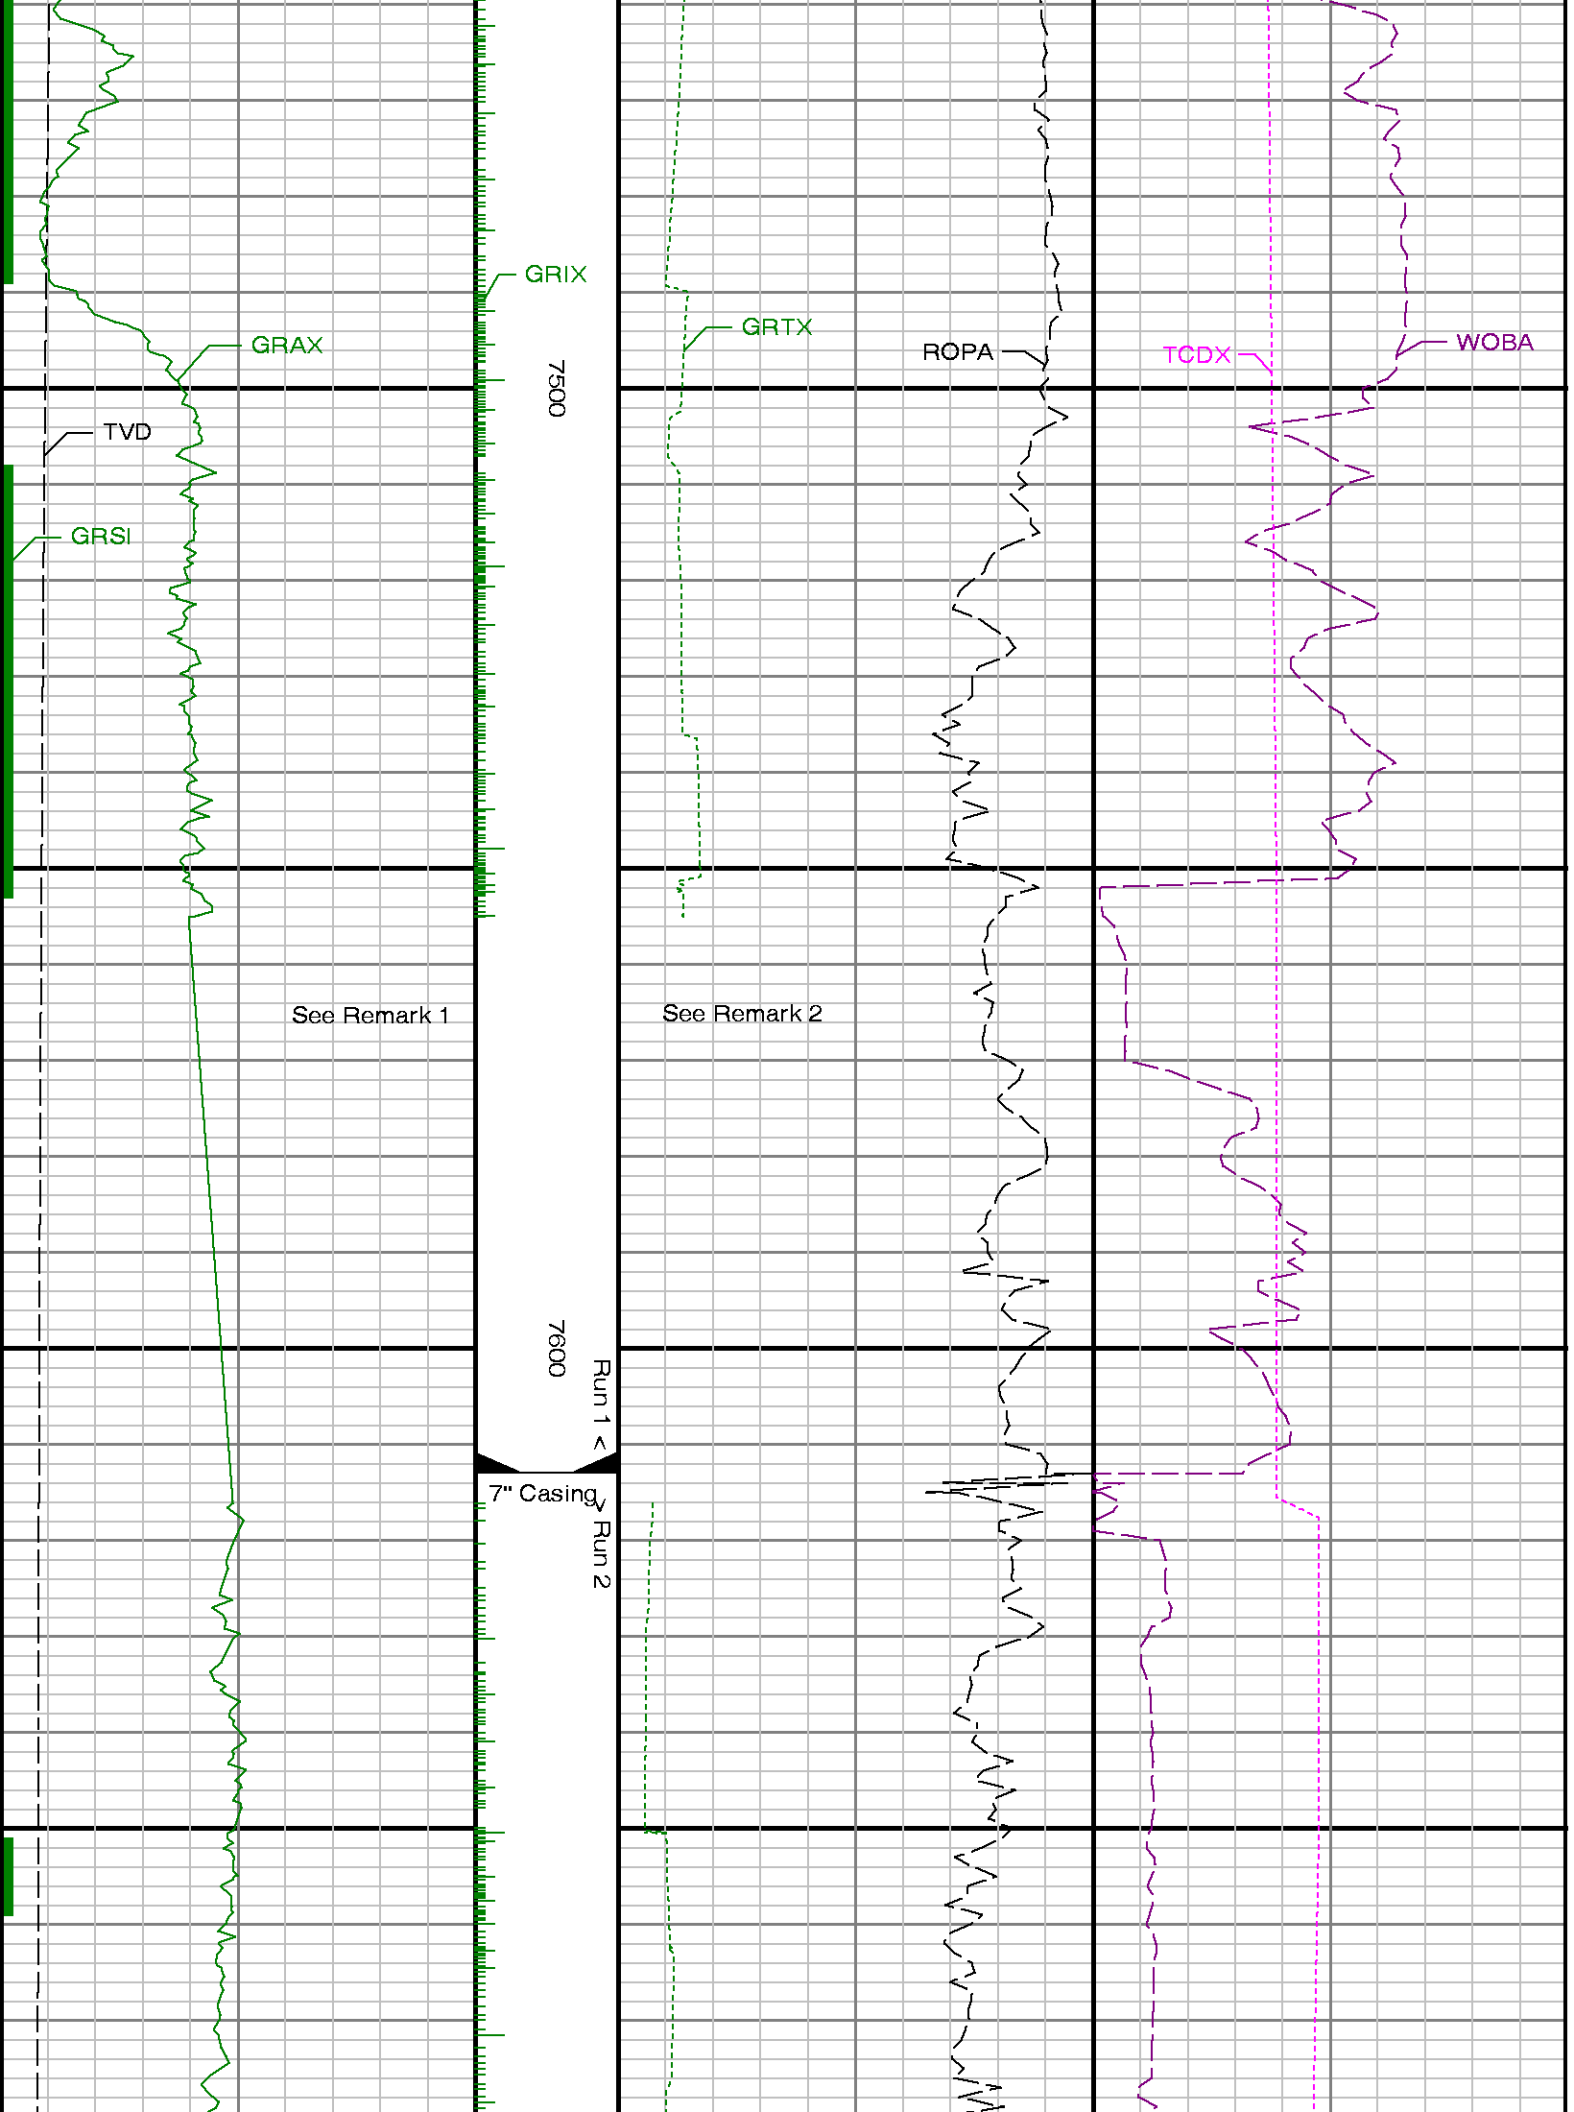 GRIX
GRTX
GRAX
ROPA
TCDX
WOBA
7500
TVD
GRSI
See Remark 1
See Remark 2
7600
Run 1 <
7" Casing
> Run 2